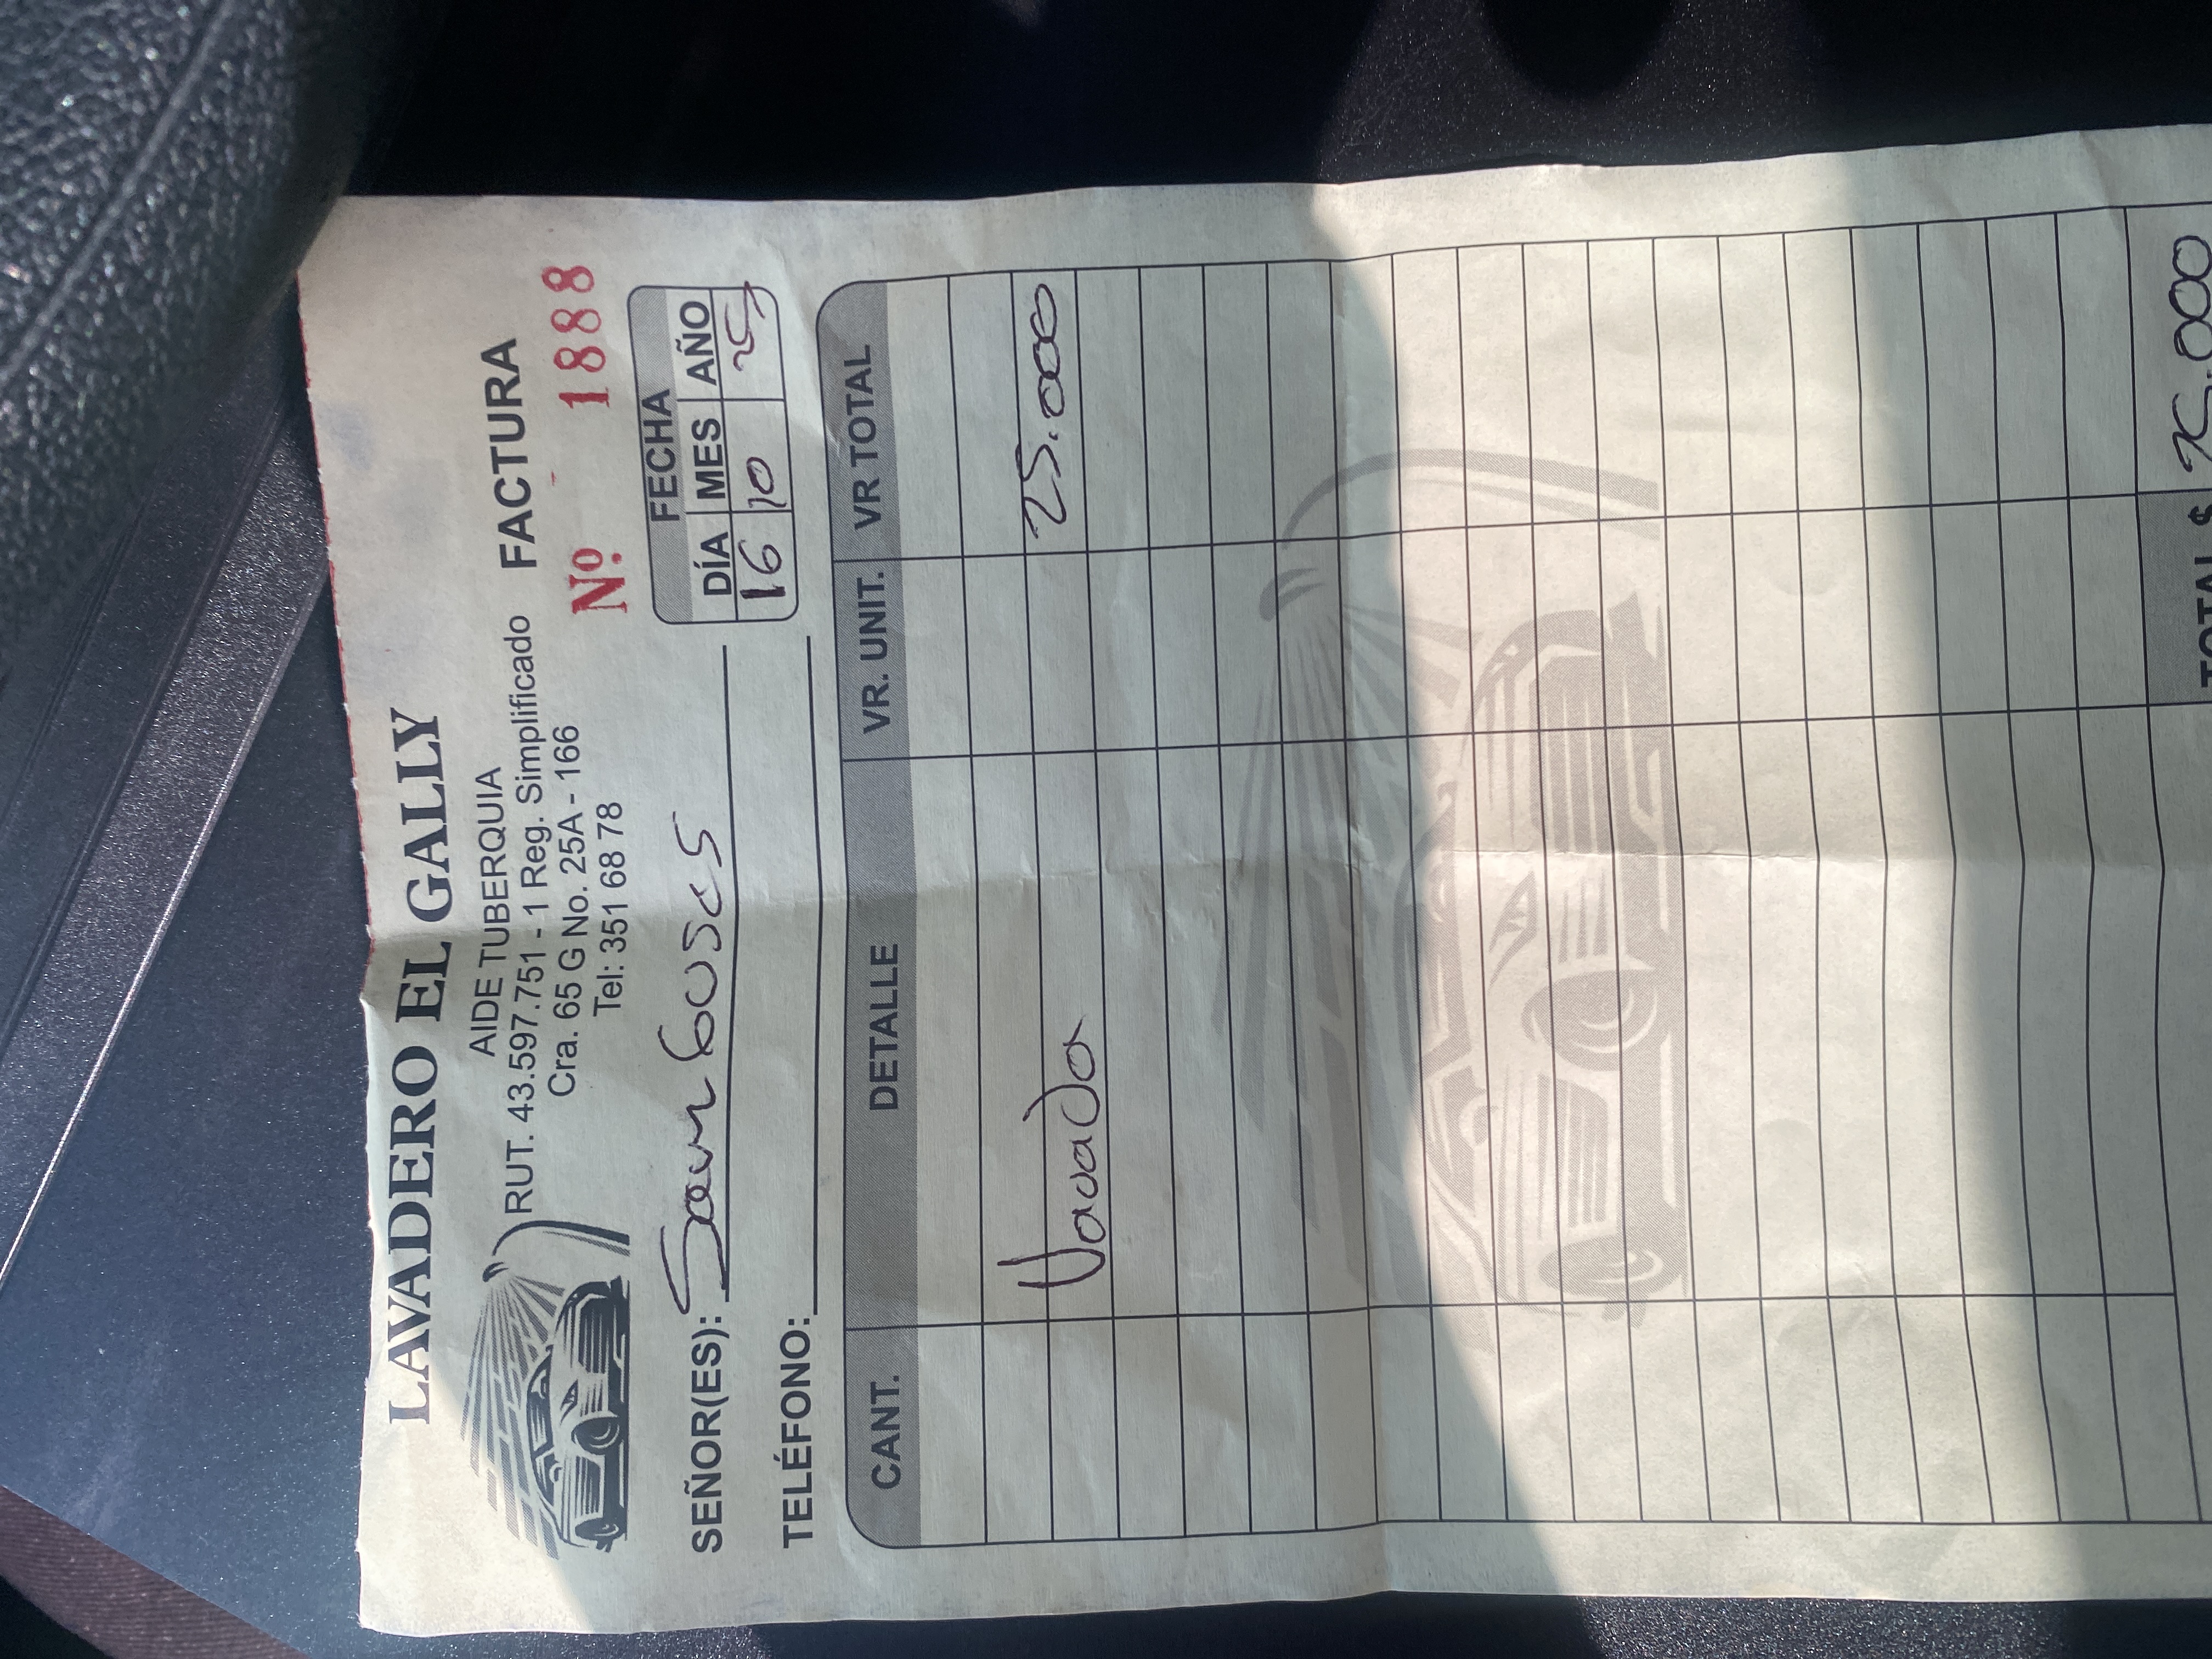 LAVADERO EL GALLY
AIDE TUBERQUIA
RUT. 43.597.751 - 1 Reg. Simplificado
Cra. 65 G No. 25A - 166
Tel: 351 68 78
FACTURA
Nº 1888
FECHA
DÍA MES AÑO
16 10 25
SEÑOR(ES):
TELÉFONO:
CANT. DETALLE VR. UNIT. VR TOTAL
Lavado 25.000
TOTAL $ 25.000